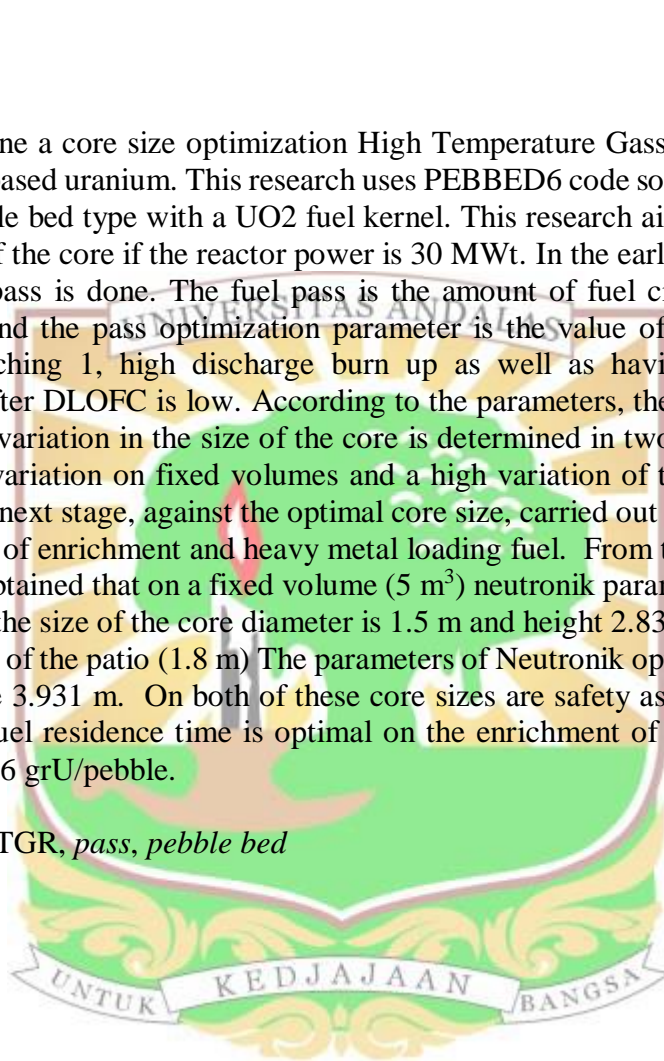 ne a core size optimization High Temperature Gass
ased uranium. This research uses PEBBED6 code so
le bed type with a UO2 fuel kernel. This research ai
f the core if the reactor power is 30 MWt. In the earl
pass is done. The fuel pass is the amount of fuel c
UNIVERSITAS ANDALAS
nd the pass optimization parameter is the value of
ching 1, high discharge burn up as well as havi
fter DLOFC is low. According to the parameters, the
variation in the size of the core is determined in two
variation on fixed volumes and a high variation of t
next stage, against the optimal core size, carried out
of enrichment and heavy metal loading fuel. From t
btained that on a fixed volume (5 m³) neutronik param
the size of the core diameter is 1.5 m and height 2.83
of the patio (1.8 m) The parameters of Neutronik op
e 3.931 m. On both of these core sizes are safety as
uel residence time is optimal on the enrichment of
6 grU/pebble.
TGR, pass, pebble bed
UNTUK KEDJAJAAN BANGSA